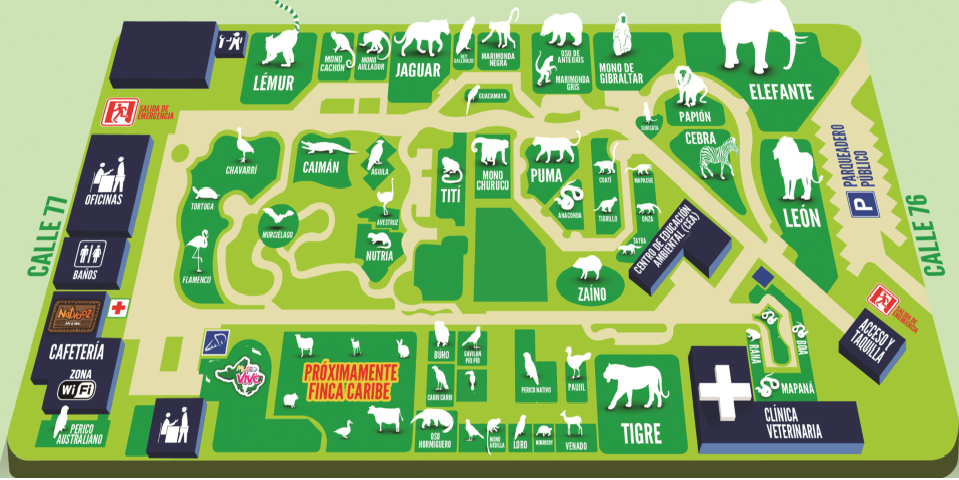 LÉMUR
MONO
CACHÓN
MONO
AULLADOR
JAGUAR
REY
GALLINAZO
MARIMONDA
NEGRA
OSO DE
ANTEOJOS
MARIMONDA
GRIS
MONO DE
GIBRALTAR
ELEFANTE
SALIDA DE
EMERGENCIA
GUACAMAYA
SURICATA
PAPIÓN
CEBRA
LEÓN
PARQUEADERO
PÚBLICO
P
CALLE 77
CALLE 76
OFICINAS
BAÑOS
CHAVARRÍ
CAIMÁN
ÁGUILA
TORTUGA
AVESTRUZ
MURCIÉLAGO
NUTRIA
FLAMENCO
TITÍ
MONO
CHURUCO
PUMA
ANACONDA
COATÍ
MAPACHE
TIGRILLO
ONZA
TAYRA
ZAÍNO
CENTRO DE EDUCACIÓN
AMBIENTAL (CEA)
SALIDA DE
EMERGENCIA
ACCESO Y
TAQUILLA
CAFETERÍA
ZONA
WiFi
PERICO
AUSTRALIANO
VIVO
PRÓXIMAMENTE
FINCA CARIBE
BÚHO
GAVILAN
PIO PIO
CARRI CARRI
OSO
HORMIGUERO
MONO
ARDILLA
LORO
PERICO NATIVO
PAUJIL
VENADO
TIGRE
RANA
BOA
MAPANÁ
CLÍNICA
VETERINARIA